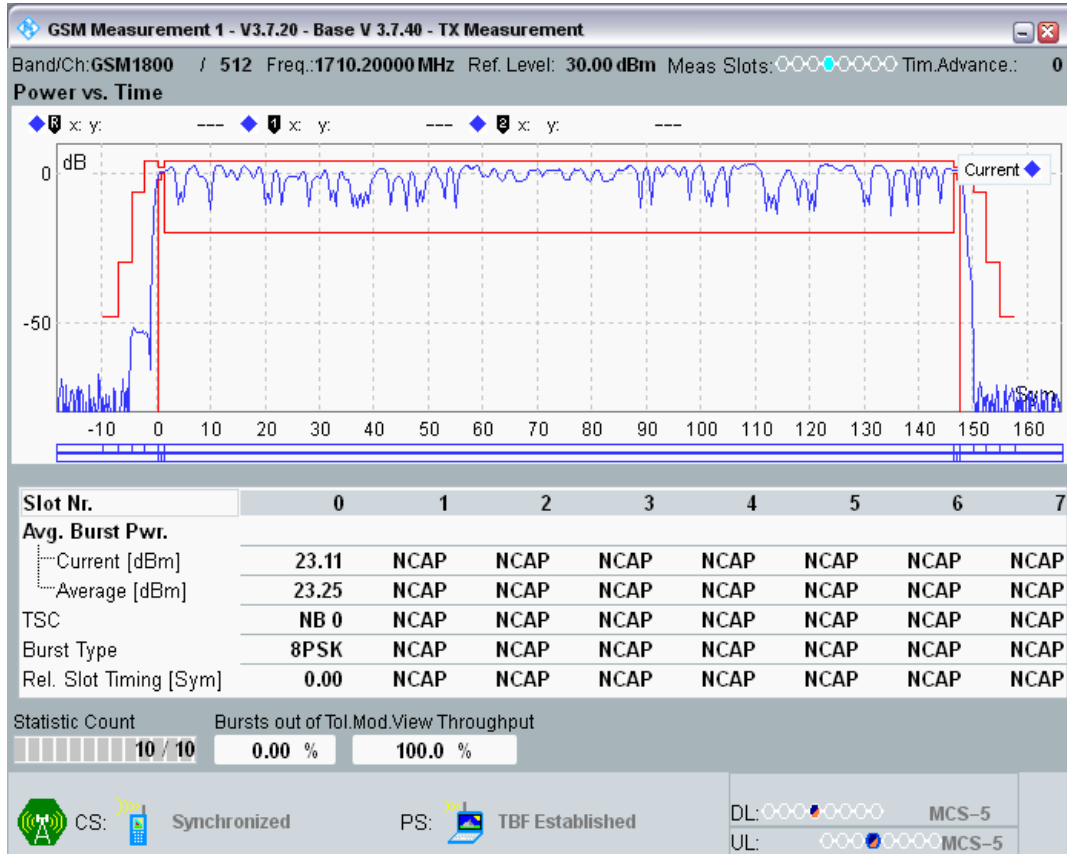 GSM Measurement 1 - V3.7.20 - Base V 3.7.40 - TX Measurement
Band/Ch:GSM1800 / 512 Freq.:1710.20000 MHz Ref. Level: 30.00 dBm Meas Slots: Tim.Advance.: 0
Power vs. Time
R x: y: --- 1 x: y: --- 2 x: y: ---
dB
Current
0
-50
Sym
-10 0 10 20 30 40 50 60 70 80 90 100 110 120 130 140 150 160
Slot Nr. 0 1 2 3 4 5 6 7
Avg. Burst Pwr.
Current [dBm] 23.11 NCAP NCAP NCAP NCAP NCAP NCAP NCAP
Average [dBm] 23.25 NCAP NCAP NCAP NCAP NCAP NCAP NCAP
TSC NB 0 NCAP NCAP NCAP NCAP NCAP NCAP NCAP
Burst Type 8PSK NCAP NCAP NCAP NCAP NCAP NCAP NCAP
Rel. Slot Timing [Sym] 0.00 NCAP NCAP NCAP NCAP NCAP NCAP NCAP
Statistic Count Bursts out of Tol.Mod.View Throughput
10 / 10 0.00 % 100.0 %
CS: Synchronized PS: TBF Established DL: MCS-5
UL: MCS-5